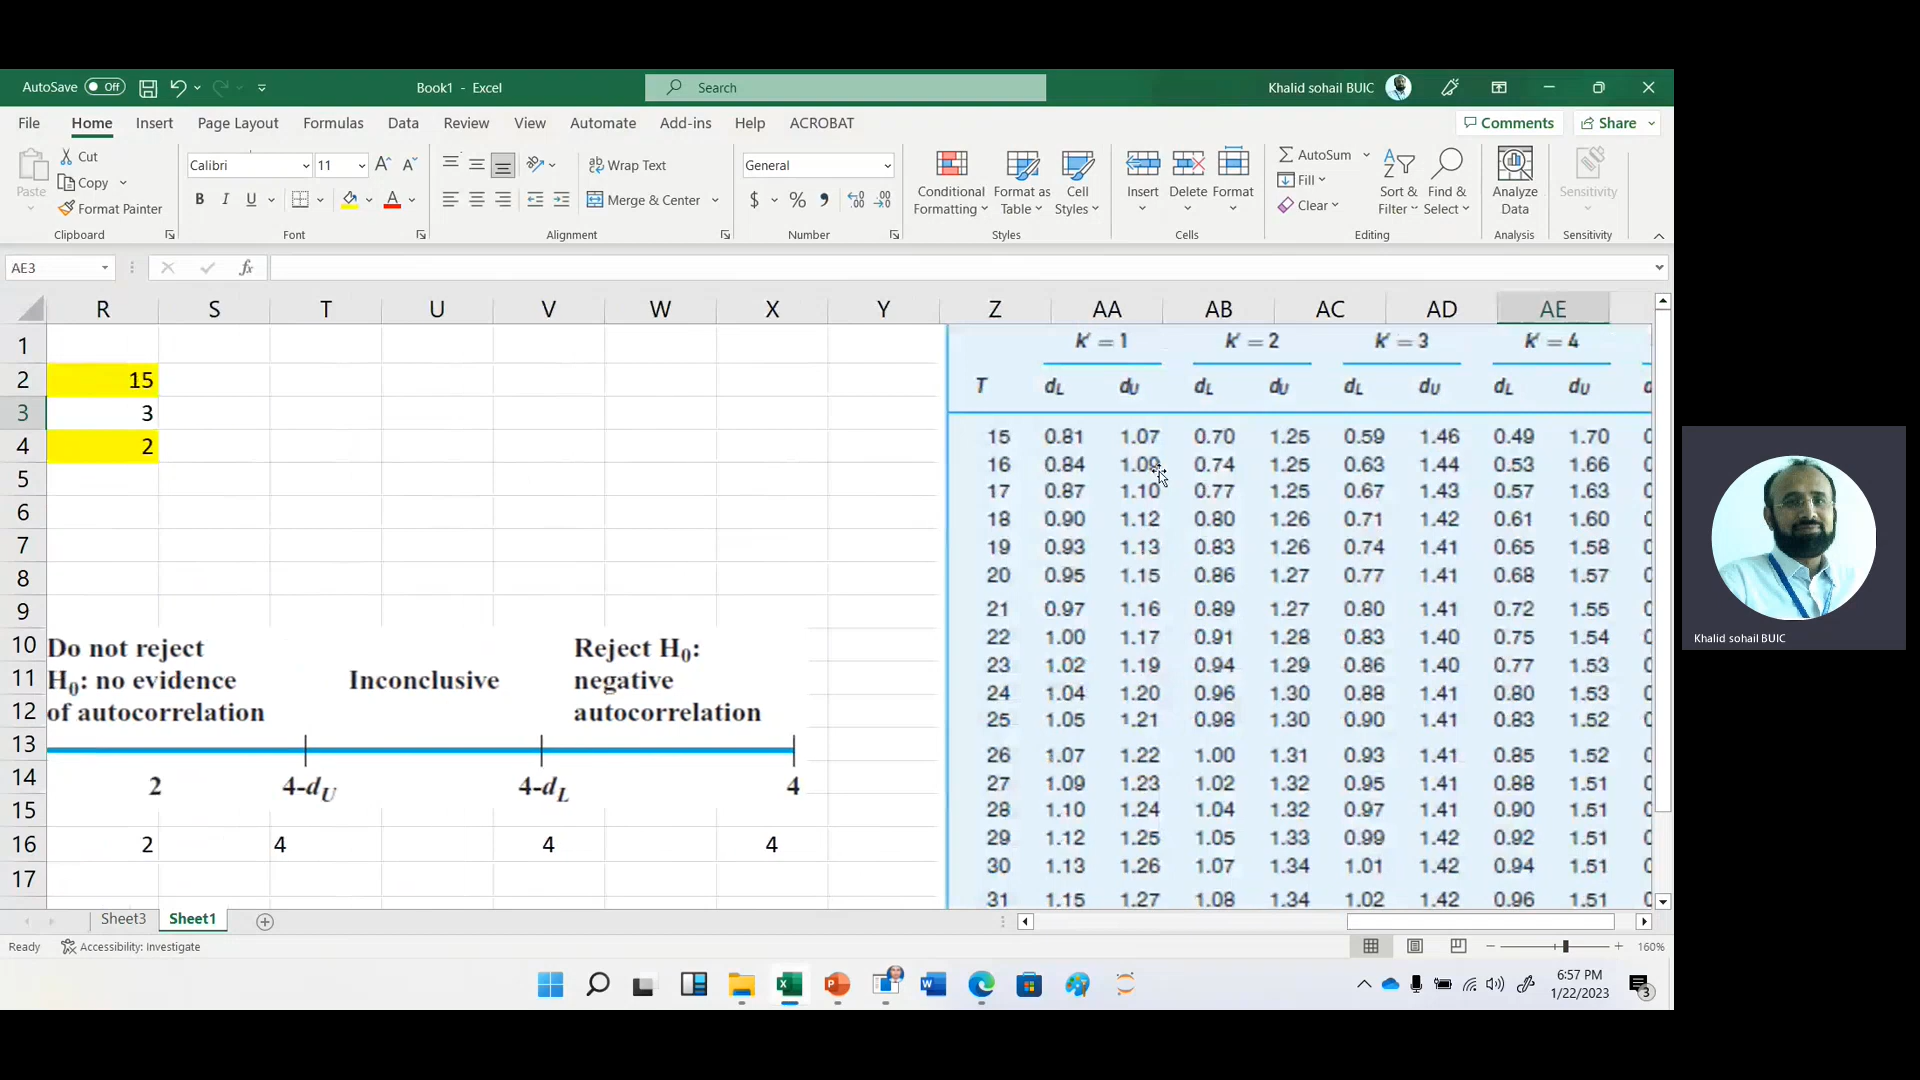 AutoSave Off Book1 - Excel Search Khalid sohail BUIC
File Home Insert Page Layout Formulas Data Review View Automate Add-ins Help ACROBAT Comments Share
Paste Cut Copy Format Painter Clipboard
Calibri 11 B I U A Font
Wrap Text Merge & Center Alignment
General $ % Number
Conditional Formatting Format as Table Cell Styles Styles
Insert Delete Format Cells
AutoSum Fill Clear Sort & Filter Find & Select Editing
Analyze Data Analysis
Sensitivity Sensitivity
AE3 fx
R S T U V W X Y Z AA AB AC AD AE
1
2 15
3 3
4 2
5
6
7
8
9
10
11
12
13
14
15
16 2 4 4 4
17
Do not reject
H0: no evidence
of autocorrelation
Inconclusive
Reject H0:
negative
autocorrelation
2 4-dU 4-dL 4
k' = 1 k' = 2 k' = 3 k' = 4
T dL dU dL dU dL dU dL dU
15 0.81 1.07 0.70 1.25 0.59 1.46 0.49 1.70
16 0.84 1.09 0.74 1.25 0.63 1.44 0.53 1.66
17 0.87 1.10 0.77 1.25 0.67 1.43 0.57 1.63
18 0.90 1.12 0.80 1.26 0.71 1.42 0.61 1.60
19 0.93 1.13 0.83 1.26 0.74 1.41 0.65 1.58
20 0.95 1.15 0.86 1.27 0.77 1.41 0.68 1.57
21 0.97 1.16 0.89 1.27 0.80 1.41 0.72 1.55
22 1.00 1.17 0.91 1.28 0.83 1.40 0.75 1.54
23 1.02 1.19 0.94 1.29 0.86 1.40 0.77 1.53
24 1.04 1.20 0.96 1.30 0.88 1.41 0.80 1.53
25 1.05 1.21 0.98 1.30 0.90 1.41 0.83 1.52
26 1.07 1.22 1.00 1.31 0.93 1.41 0.85 1.52
27 1.09 1.23 1.02 1.32 0.95 1.41 0.88 1.51
28 1.10 1.24 1.04 1.32 0.97 1.41 0.90 1.51
29 1.12 1.25 1.05 1.33 0.99 1.42 0.92 1.51
30 1.13 1.26 1.07 1.34 1.01 1.42 0.94 1.51
31 1.15 1.27 1.08 1.34 1.02 1.42 0.96 1.51
Sheet3 Sheet1
Ready Accessibility: Investigate 160%
6:57 PM
1/22/2023
3
Khalid sohail BUIC